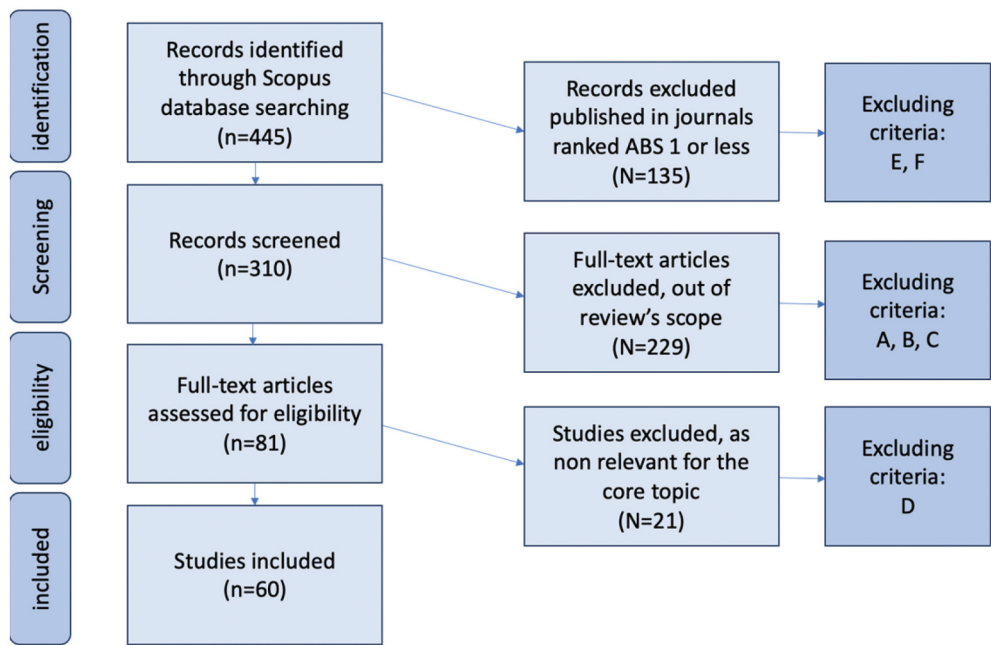 identification
Records identified
through Scopus
database searching
(n=445)
Records excluded
published in journals
ranked ABS 1 or less
(N=135)
Excluding
criteria:
E, F
Screening
Records screened
(n=310)
Full-text articles
excluded, out of
review’s scope
(N=229)
Excluding
criteria:
A, B, C
eligibility
Full-text articles
assessed for eligibility
(n=81)
Studies excluded, as
non relevant for the
core topic
(N=21)
Excluding
criteria:
D
included
Studies included
(n=60)